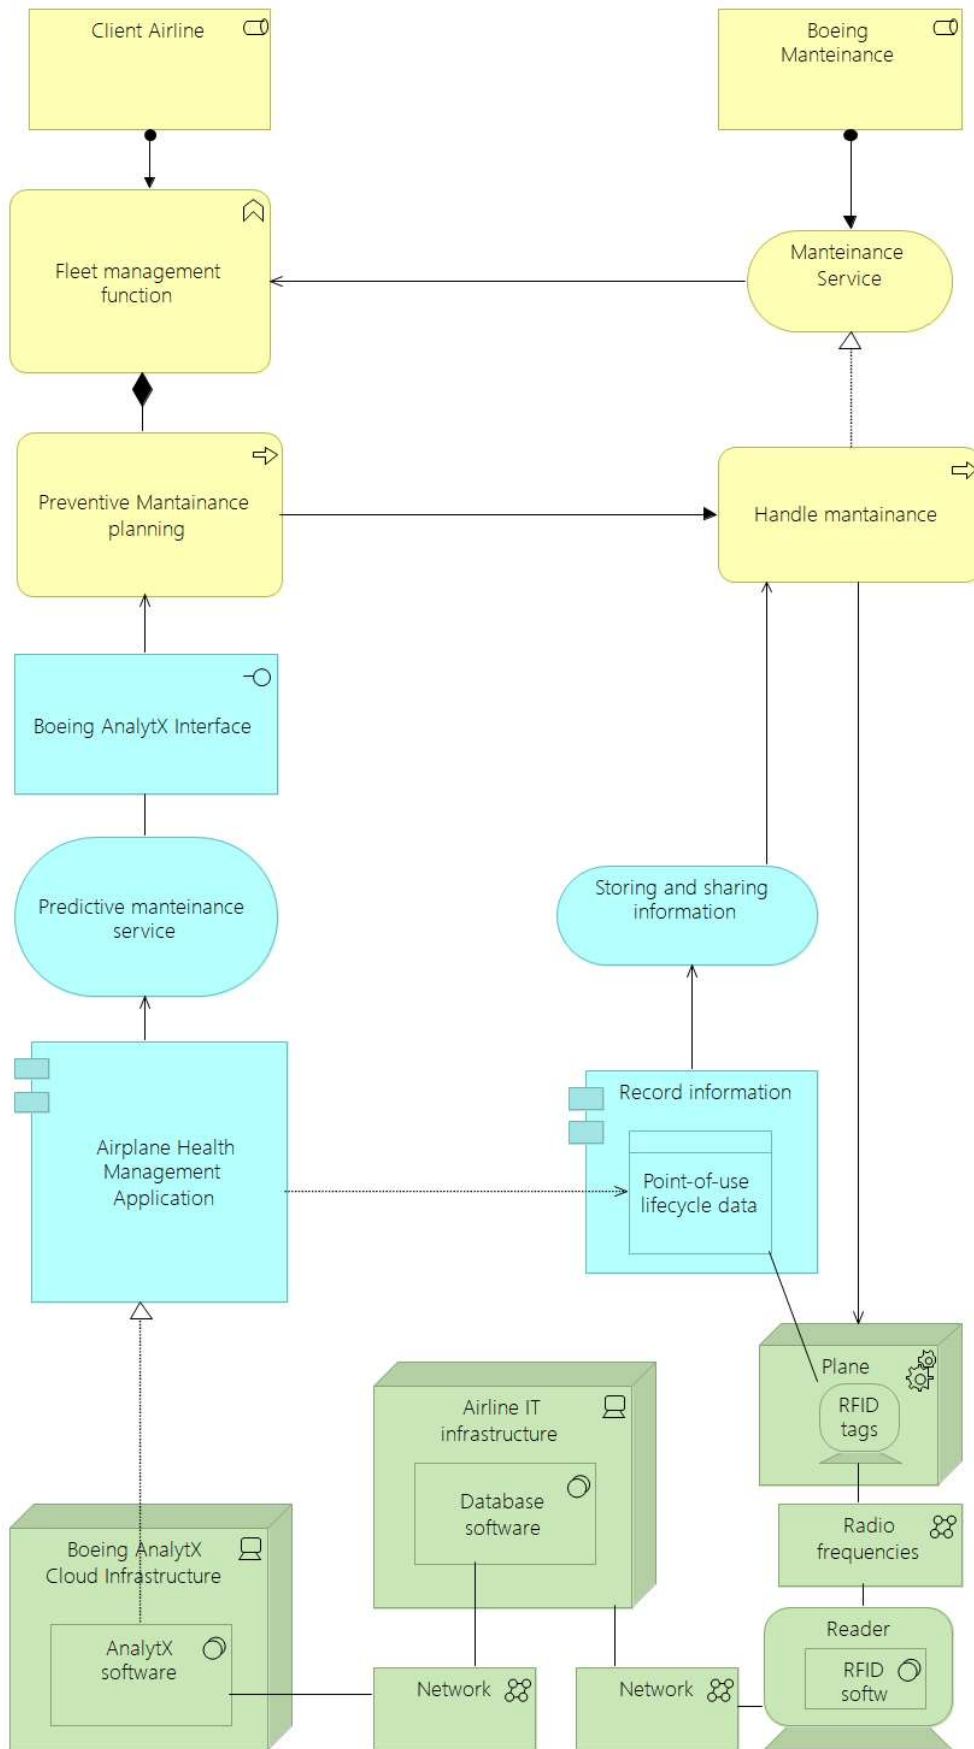 Client Airline
Boeing
Manteinance
Fleet management
function
Manteinance
Service
Preventive Mantainance
planning
Handle mantainance
Boeing AnalytX Interface
Predictive manteinance
service
Storing and sharing
information
Airplane Health
Management
Application
Record information
Point-of-use
lifecycle data
Plane
RFID
tags
Airline IT
infrastructure
Database
software
Radio
frequencies
Boeing AnalytX
Cloud Infrastructure
AnalytX
software
Network
Network
Reader
RFID
softw